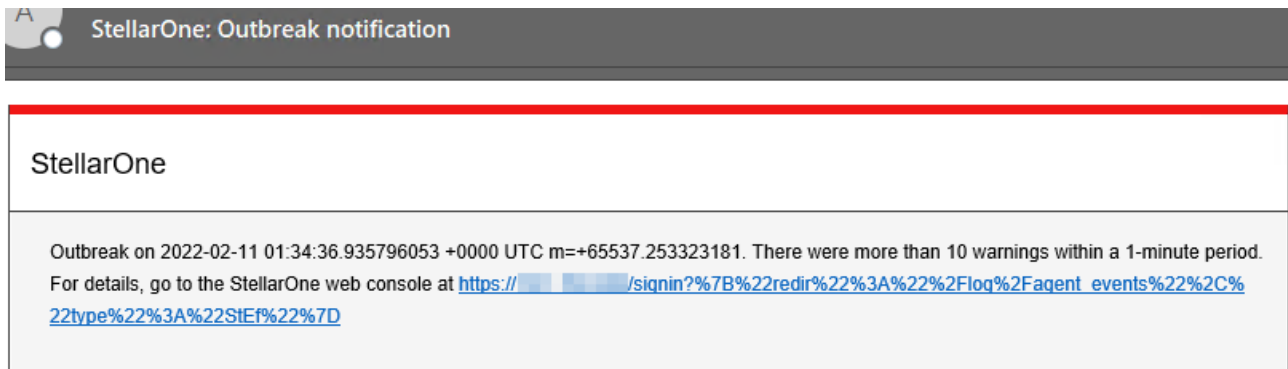 A
StellarOne: Outbreak notification
StellarOne
Outbreak on 2022-02-11 01:34:36.935796053 +0000 UTC m=+65537.253323181. There were more than 10 warnings within a 1-minute period.
For details, go to the StellarOne web console at https:// /signin?%7B%22redir%22%3A%22%2Flog%2Fagent_events%22%2C%
22type%22%3A%22StEf%22%7D